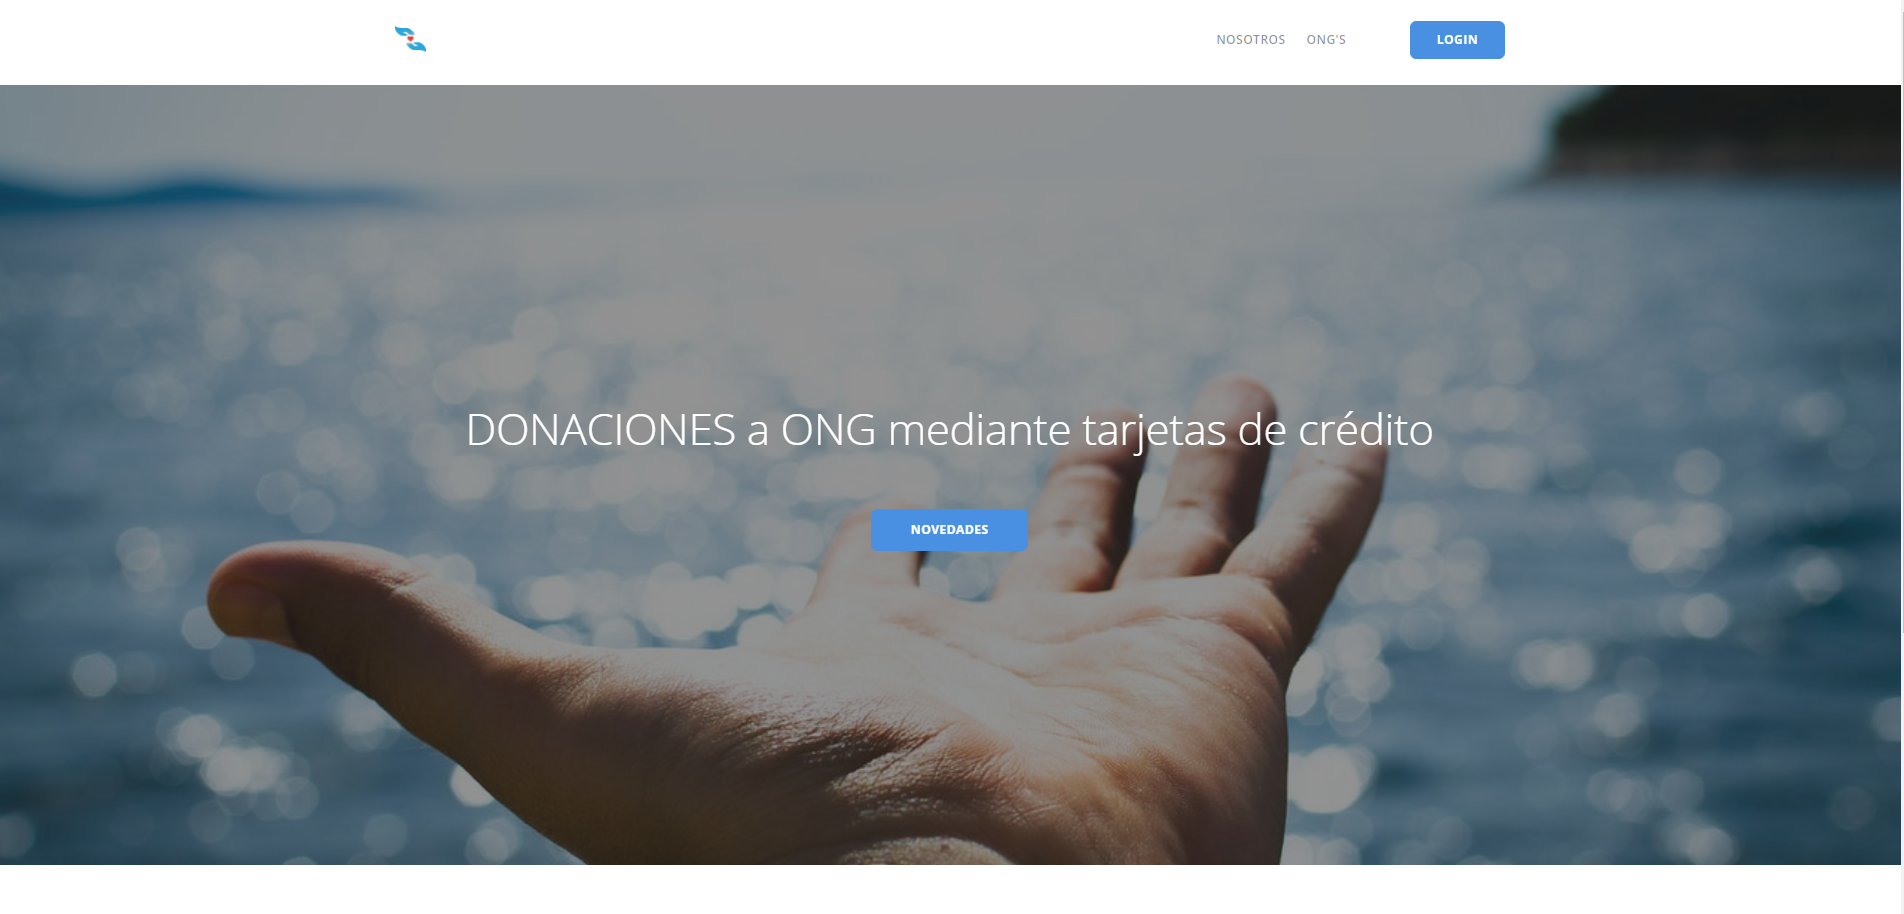 NOSOTROS ONG'S LOGIN
DONACIONES a ONG mediante tarjetas de crédito
NOVEDADES